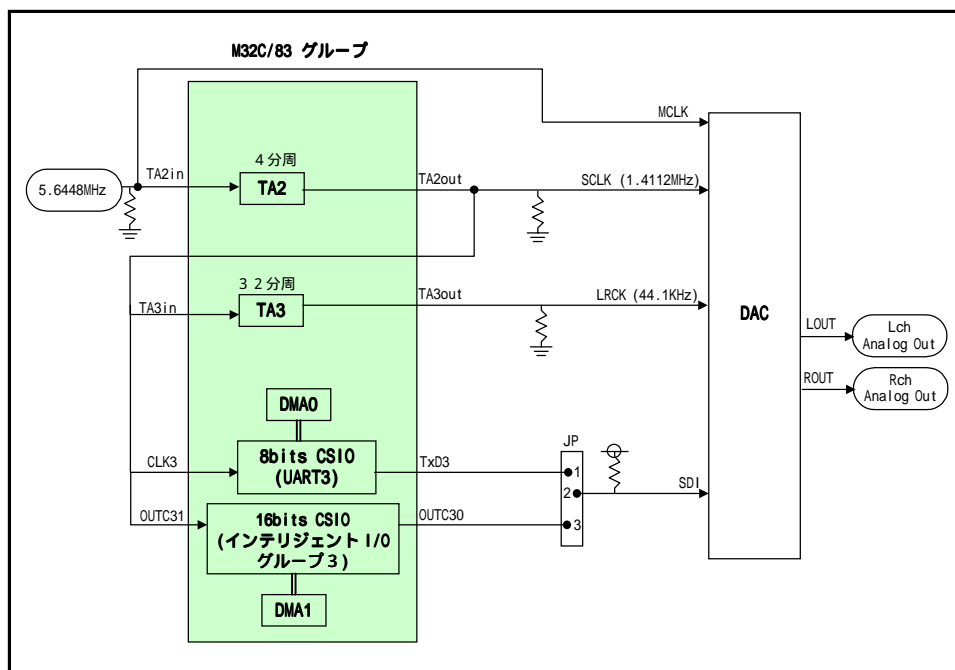 M32C/83 グループ
MCLK
4分周
TA2in
TA2
TA2out
SCLK (1.4112MHz)
5.6448MHz
32分周
TA3in
TA3
TA3out
LRCK (44.1KHz)
DAC
LOUT
Lch
Analog Out
ROUT
Rch
Analog Out
DMA0
JP
CLK3
8bits CSIO
(UART3)
TxD3
1
2
3
SDI
OUTC31
16bits CSIO
(インテリジェント I/O
グループ3)
OUTC30
DMA1